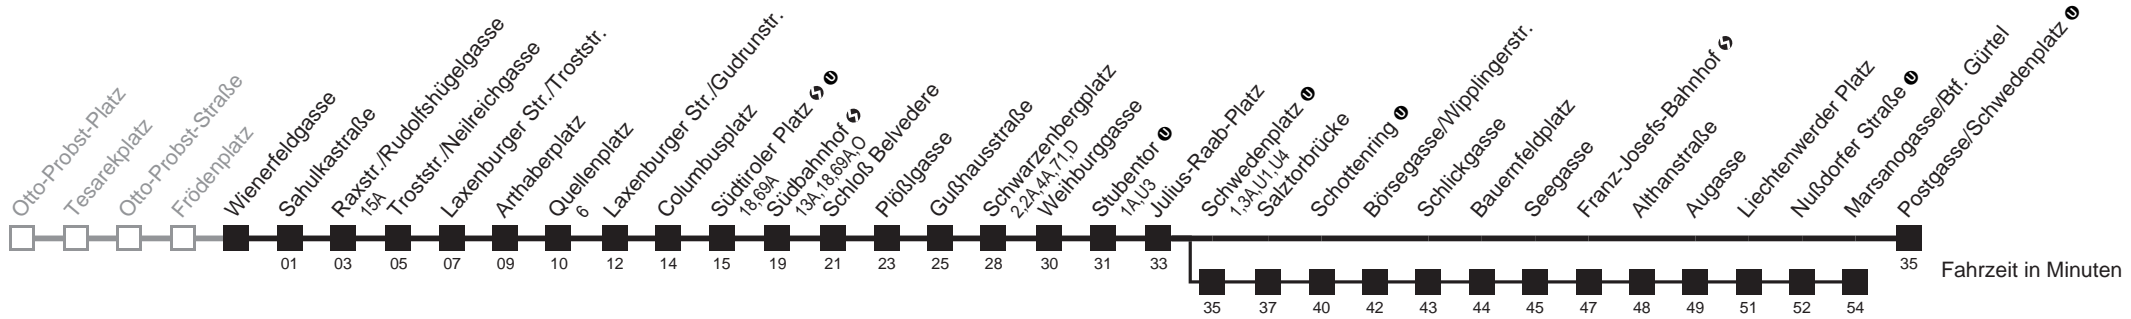 Otto-Probst-Platz
Tesarekplatz
Otto-Probst-Straße
Frödenplatz
Wienerfeldgasse
Sahulkastraße
Raxstr./Rudolfshügelgasse
15A
Troststr./Neilreichgasse
Laxenburger Str./Troststr.
Arthaberplatz
Quellenplatz
6
Laxenburger Str./Gudrunstr.
Columbusplatz
Südtiroler Platz S U
18,69A
Südbahnhof S
13A,18,69A,O
Schloß Belvedere
Plößlgasse
Gußhausstraße
Schwarzenbergplatz
2,2A,4A,71,D
Weihburggasse
Stubentor U
1A,U3
Julius-Raab-Platz
Schwedenplatz U
1,3A,U1,U4
Salztorbrücke
Schottenring U
Börsegasse/Wipplingerstr.
Schlickgasse
Bauernfeldplatz
Seegasse
Franz-Josefs-Bahnhof S
Althanstraße
Augasse
Liechtenwerder Platz
Nußdorfer Straße U
Marsanogasse/Btf. Gürtel
Postgasse/Schwedenplatz U
01 03 05 07 09 10 12 14 15 19 21 23 25 28 30 31 33 35
Fahrzeit in Minuten
35 37 40 42 43 44 45 47 48 49 51 52 54